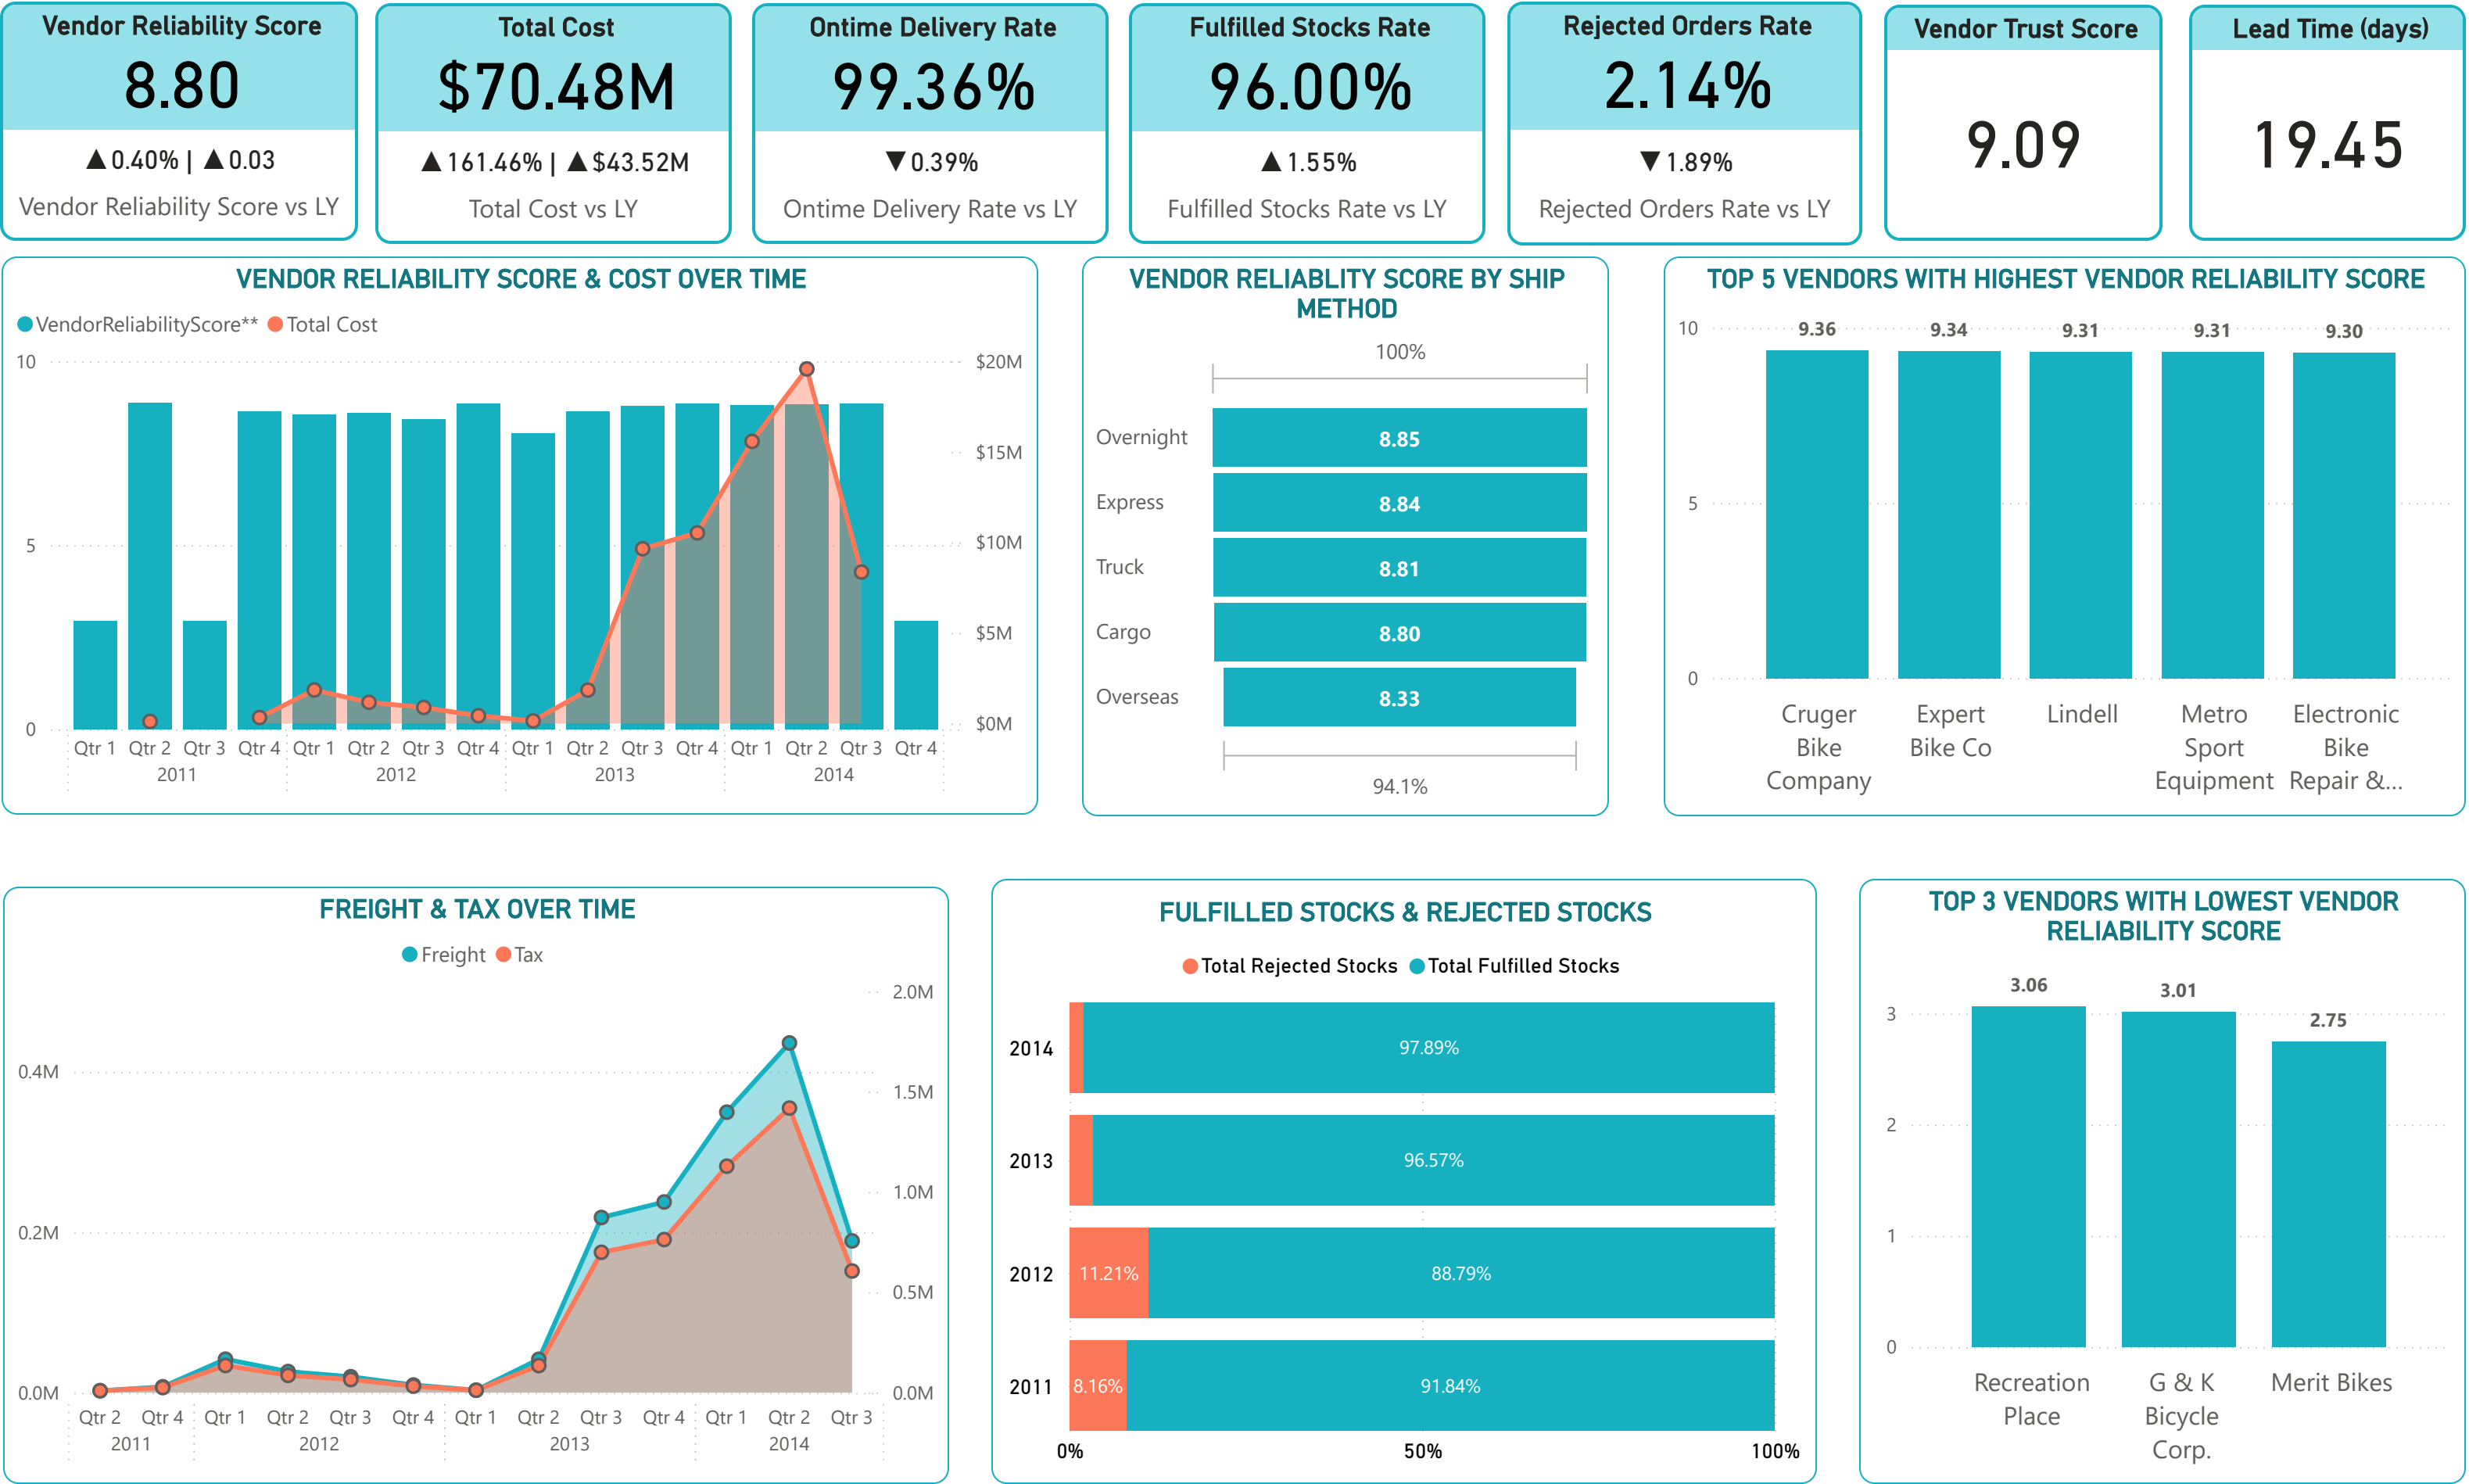 Vendor Reliability Score
8.80
▲0.40% | ▲0.03
Vendor Reliability Score vs LY
Total Cost
$70.48M
▲161.46% | ▲$43.52M
Total Cost vs LY
Ontime Delivery Rate
99.36%
▼0.39%
Ontime Delivery Rate vs LY
Fulfilled Stocks Rate
96.00%
▲1.55%
Fulfilled Stocks Rate vs LY
Rejected Orders Rate
2.14%
▼1.89%
Rejected Orders Rate vs LY
Vendor Trust Score
9.09
Lead Time (days)
19.45
VENDOR RELIABILITY SCORE & COST OVER TIME
VendorReliabilityScore** Total Cost
10
5
0
$20M
$15M
$10M
$5M
$0M
Qtr 1 Qtr 2 Qtr 3 Qtr 4 Qtr 1 Qtr 2 Qtr 3 Qtr 4 Qtr 1 Qtr 2 Qtr 3 Qtr 4 Qtr 1 Qtr 2 Qtr 3 Qtr 4
2011 2012 2013 2014
VENDOR RELIABLITY SCORE BY SHIP
METHOD
100%
Overnight 8.85
Express 8.84
Truck 8.81
Cargo 8.80
Overseas 8.33
94.1%
TOP 5 VENDORS WITH HIGHEST VENDOR RELIABILITY SCORE
10
5
0
9.36 9.34 9.31 9.31 9.30
Cruger
Bike
Company
Expert
Bike Co
Lindell
Metro
Sport
Equipment
Electronic
Bike
Repair &...
FREIGHT & TAX OVER TIME
Freight Tax
0.4M
0.2M
0.0M
2.0M
1.5M
1.0M
0.5M
0.0M
Qtr 2 Qtr 4 Qtr 1 Qtr 2 Qtr 3 Qtr 4 Qtr 1 Qtr 2 Qtr 3 Qtr 4 Qtr 1 Qtr 2 Qtr 3
2011 2012 2013 2014
FULFILLED STOCKS & REJECTED STOCKS
Total Rejected Stocks Total Fulfilled Stocks
2014 97.89%
2013 96.57%
2012 11.21% 88.79%
2011 8.16% 91.84%
0% 50% 100%
TOP 3 VENDORS WITH LOWEST VENDOR
RELIABILITY SCORE
3
2
1
0
3.06 3.01 2.75
Recreation
Place
G & K
Bicycle
Corp.
Merit Bikes